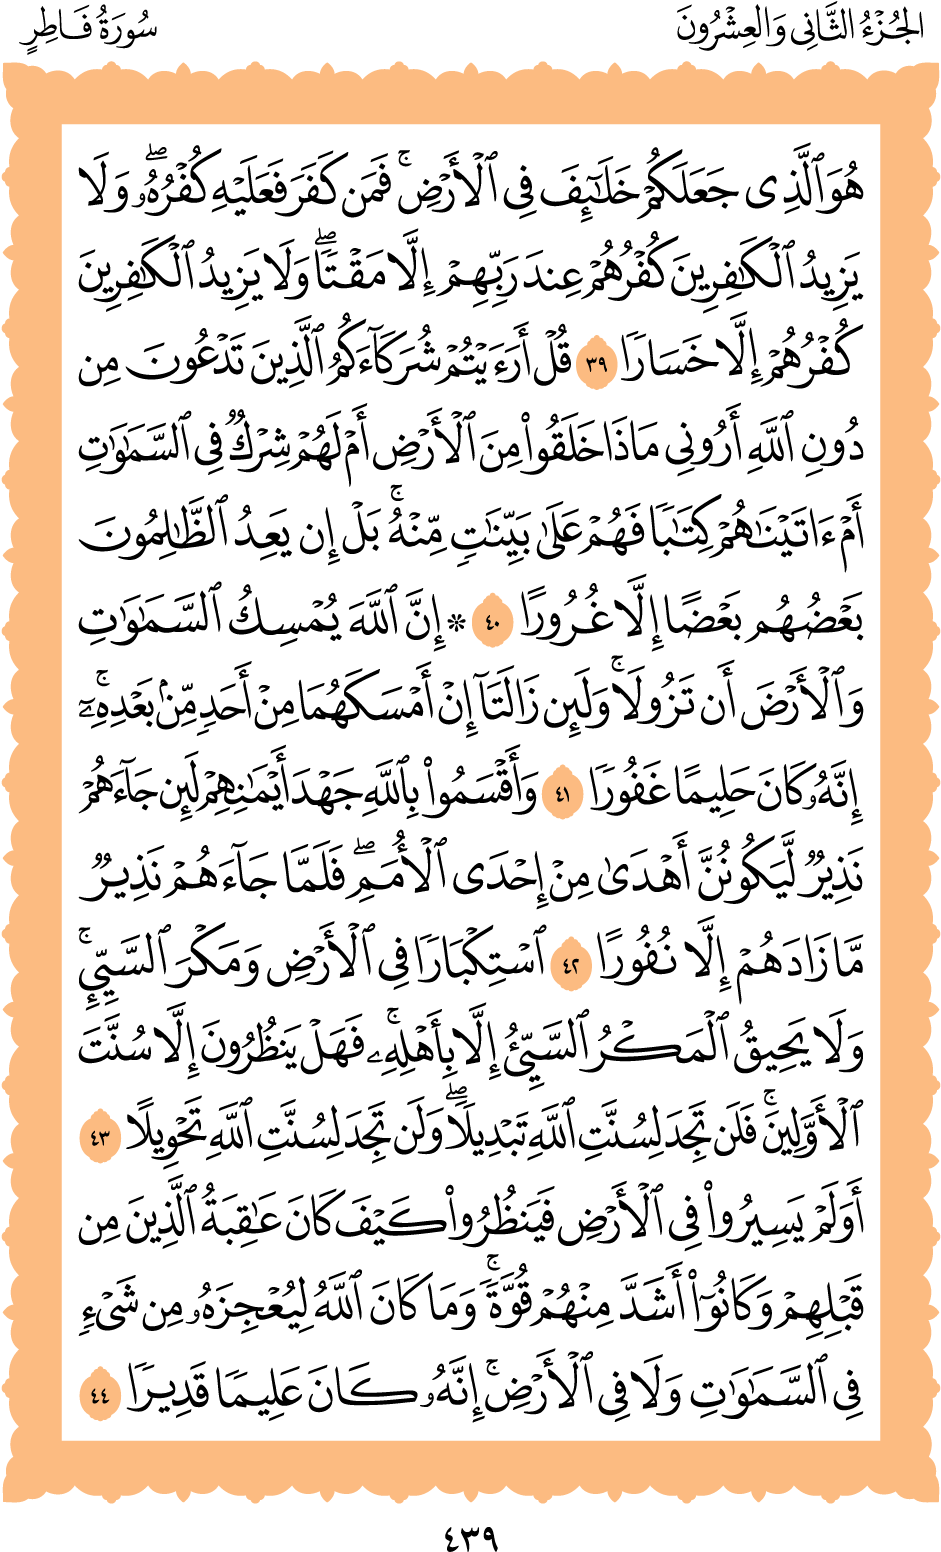 الجُزْءُ الثَّانِي وَالعِشْرُونَ
سُورَةُ فَاطِرٍ
هُوَ ٱلَّذِى جَعَلَكُمْ خَلَٰٓئِفَ فِى ٱلْأَرْضِ ۚ فَمَن كَفَرَ فَعَلَيْهِ كُفْرُهُۥ ۖ وَلَا
يَزِيدُ ٱلْكَٰفِرِينَ كُفْرُهُمْ عِندَ رَبِّهِمْ إِلَّا مَقْتًا ۖ وَلَا يَزِيدُ ٱلْكَٰفِرِينَ
كُفْرُهُمْ إِلَّا خَسَارًا ٣٩ قُلْ أَرَءَيْتُمْ شُرَكَآءَكُمُ ٱلَّذِينَ تَدْعُونَ مِن
دُونِ ٱللَّهِ أَرُونِى مَاذَا خَلَقُوا۟ مِنَ ٱلْأَرْضِ أَمْ لَهُمْ شِرْكٌ فِى ٱلسَّمَٰوَٰتِ
أَمْ ءَاتَيْنَٰهُمْ كِتَٰبًا فَهُمْ عَلَىٰ بَيِّنَتٍ مِّنْهُ ۚ بَلْ إِن يَعِدُ ٱلظَّٰلِمُونَ
بَعْضُهُم بَعْضًا إِلَّا غُرُورًا ٤٠ ۞ إِنَّ ٱللَّهَ يُمْسِكُ ٱلسَّمَٰوَٰتِ
وَٱلْأَرْضَ أَن تَزُولَا ۚ وَلَئِن زَالَتَآ إِنْ أَمْسَكَهُمَا مِنْ أَحَدٍ مِّنۢ بَعْدِهِۦٓ ۚ
إِنَّهُۥ كَانَ حَلِيمًا غَفُورًا ٤١ وَأَقْسَمُوا۟ بِٱللَّهِ جَهْدَ أَيْمَٰنِهِمْ لَئِن جَآءَهُمْ
نَذِيرٌ لَّيَكُونُنَّ أَهْدَىٰ مِنْ إِحْدَى ٱلْأُمَمِ ۖ فَلَمَّا جَآءَهُمْ نَذِيرٌ
مَّا زَادَهُمْ إِلَّا نُفُورًا ٤٢ ٱسْتِكْبَارًا فِى ٱلْأَرْضِ وَمَكْرَ ٱلسَّيِّئِ ۚ
وَلَا يَحِيقُ ٱلْمَكْرُ ٱلسَّيِّئُ إِلَّا بِأَهْلِهِۦ ۚ فَهَلْ يَنظُرُونَ إِلَّا سُنَّتَ
ٱلْأَوَّلِينَ ۚ فَلَن تَجِدَ لِسُنَّتِ ٱللَّهِ تَبْدِيلًا ۖ وَلَن تَجِدَ لِسُنَّتِ ٱللَّهِ تَحْوِيلًا ٤٣
أَوَلَمْ يَسِيرُوا۟ فِى ٱلْأَرْضِ فَيَنظُرُوا۟ كَيْفَ كَانَ عَٰقِبَةُ ٱلَّذِينَ مِن
قَبْلِهِمْ وَكَانُوٓا۟ أَشَدَّ مِنْهُمْ قُوَّةً ۚ وَمَا كَانَ ٱللَّهُ لِيُعْجِزَهُۥ مِن شَىْءٍ
فِى ٱلسَّمَٰوَٰتِ وَلَا فِى ٱلْأَرْضِ ۚ إِنَّهُۥ كَانَ عَلِيمًا قَدِيرًا ٤٤
٤٣٩